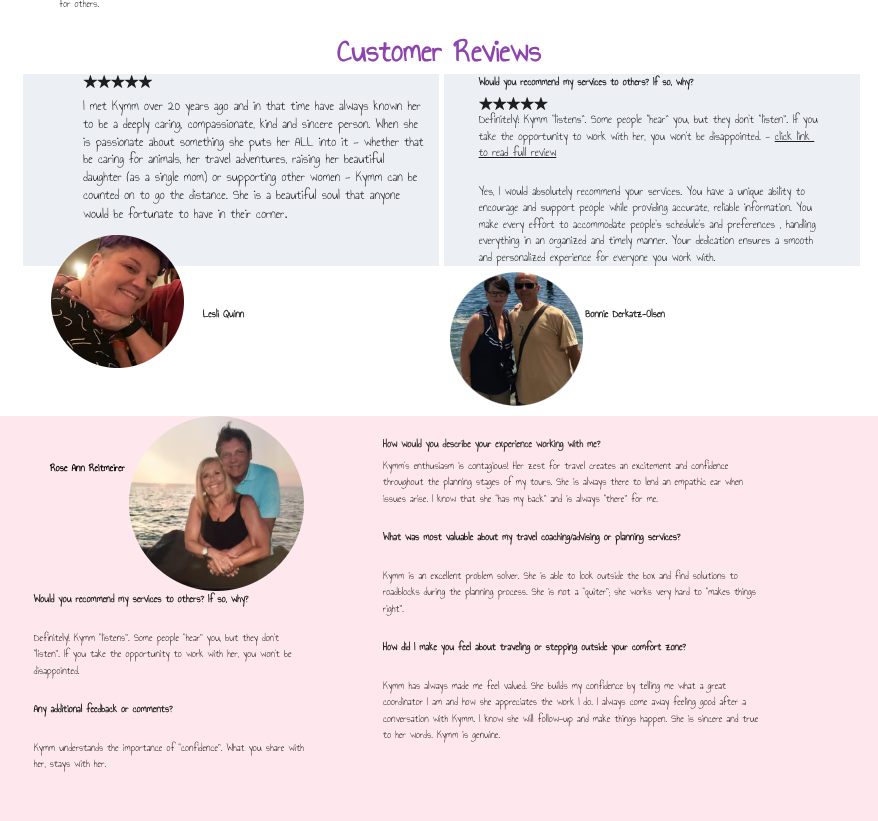 for others.
Customer Reviews
★★★★★
I met Kymm over 20 years ago and in that time have always known her
to be a deeply caring, compassionate, kind and sincere person. When she
is passionate about something she puts her ALL into it - whether that
be caring for animals, her travel adventures, raising her beautiful
daughter (as a single mom) or supporting other women - Kymm can be
counted on to go the distance. She is a beautiful soul that anyone
would be fortunate to have in their corner.
Lesli Quinn
Would you recommend my services to others? If so, why?
★★★★★
Definitely! Kymm "listens". Some people "hear" you, but they don't "listen". If you
take the opportunity to work with her, you won't be disappointed. - click link
to read full review
Yes, I would absolutely recommend your services. You have a unique ability to
encourage and support people while providing accurate, reliable information. You
make every effort to accommodate people's schedule's and preferences , handling
everything in an organized and timely manner. Your dedication ensures a smooth
and personalized experience for everyone you work with.
Bonnie Derkatz-Olsen
Rose Ann Reitmeirer
Would you recommend my services to others? If so, why?
Definitely! Kymm "listens". Some people "hear" you, but they don't
"listen". If you take the opportunity to work with her, you won't be
disappointed.
Any additional feedback or comments?
Kymm understands the importance of "confidence". What you share with
her, stays with her.
How would you describe your experience working with me?
Kymm's enthusiasm is contagious! Her zest for travel creates an excitement and confidence
throughout the planning stages of my tours. She is always there to lend an empathic ear when
issues arise. I know that she "has my back" and is always "there" for me.
What was most valuable about my travel coaching/advising or planning services?
Kymm is an excellent problem solver. She is able to look outside the box and find solutions to
roadblocks during the planning process. She is not a "quiter"; she works very hard to "makes things
right".
How did I make you feel about traveling or stepping outside your comfort zone?
Kymm has always made me feel valued. She builds my confidence by telling me what a great
coordinator I am and how she appreciates the work I do. I always come away feeling good after a
conversation with Kymm. I know she will follow-up and make things happen. She is sincere and true
to her words. Kymm is genuine.